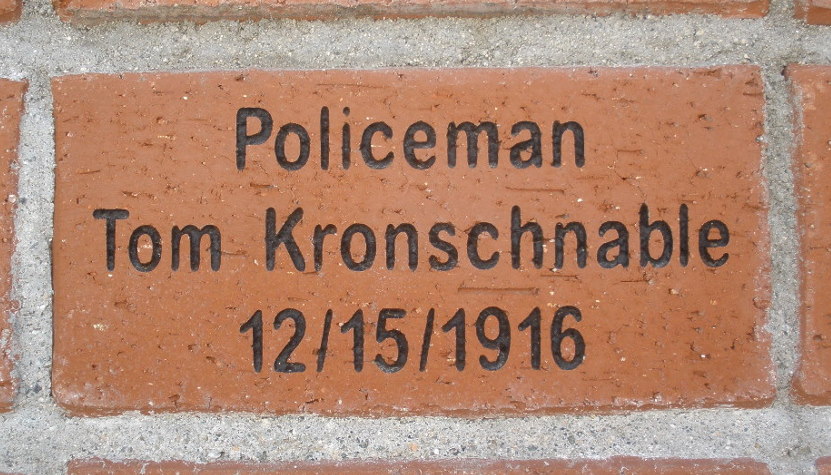 Policeman
Tom Kronschnable
12/15/1916